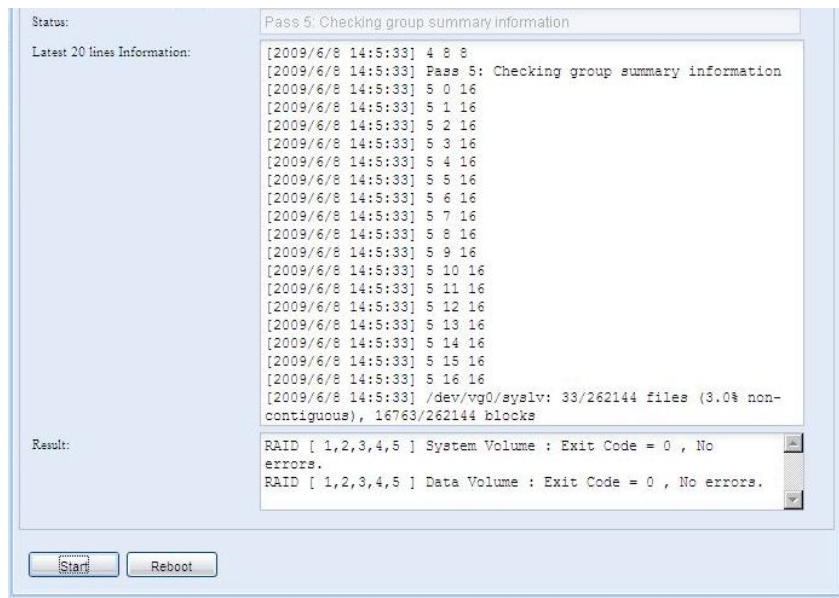 Status:
Pass 5: Checking group summary information
Latest 20 lines Information:
[2009/6/8 14:5:33] 4 8 8
[2009/6/8 14:5:33] Pass 5: Checking group summary information
[2009/6/8 14:5:33] 5 0 16
[2009/6/8 14:5:33] 5 1 16
[2009/6/8 14:5:33] 5 2 16
[2009/6/8 14:5:33] 5 3 16
[2009/6/8 14:5:33] 5 4 16
[2009/6/8 14:5:33] 5 5 16
[2009/6/8 14:5:33] 5 6 16
[2009/6/8 14:5:33] 5 7 16
[2009/6/8 14:5:33] 5 8 16
[2009/6/8 14:5:33] 5 9 16
[2009/6/8 14:5:33] 5 10 16
[2009/6/8 14:5:33] 5 11 16
[2009/6/8 14:5:33] 5 12 16
[2009/6/8 14:5:33] 5 13 16
[2009/6/8 14:5:33] 5 14 16
[2009/6/8 14:5:33] 5 15 16
[2009/6/8 14:5:33] 5 16 16
[2009/6/8 14:5:33] /dev/vg0/syslv: 33/262144 files (3.0% non-
contiguous), 16763/262144 blocks
Result:
RAID [ 1,2,3,4,5 ] System Volume : Exit Code = 0 , No
errors.
RAID [ 1,2,3,4,5 ] Data Volume : Exit Code = 0 , No errors.
Start
Reboot